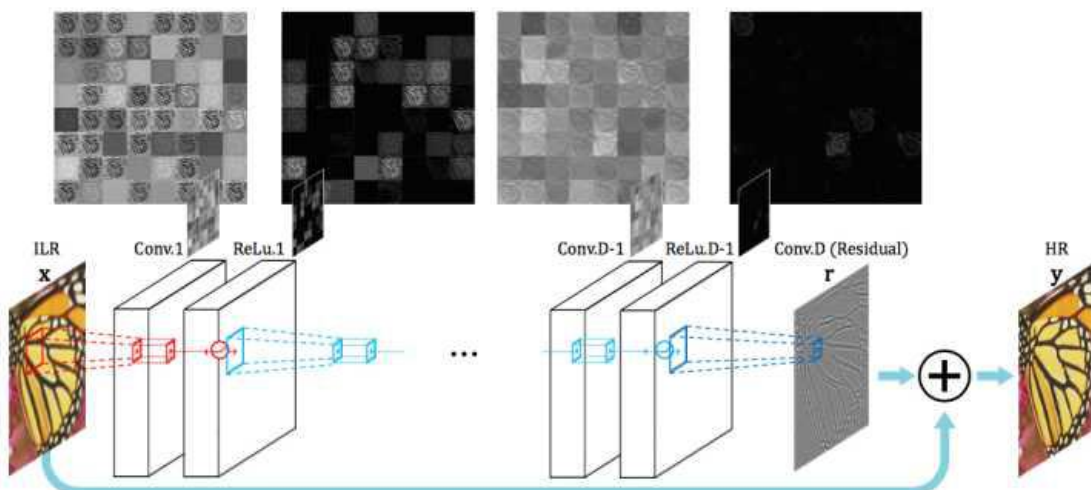 ILR
x
Conv.1
ReLu.1
Conv.D-1
ReLU.D-1
Conv.D (Residual)
r
HR
y